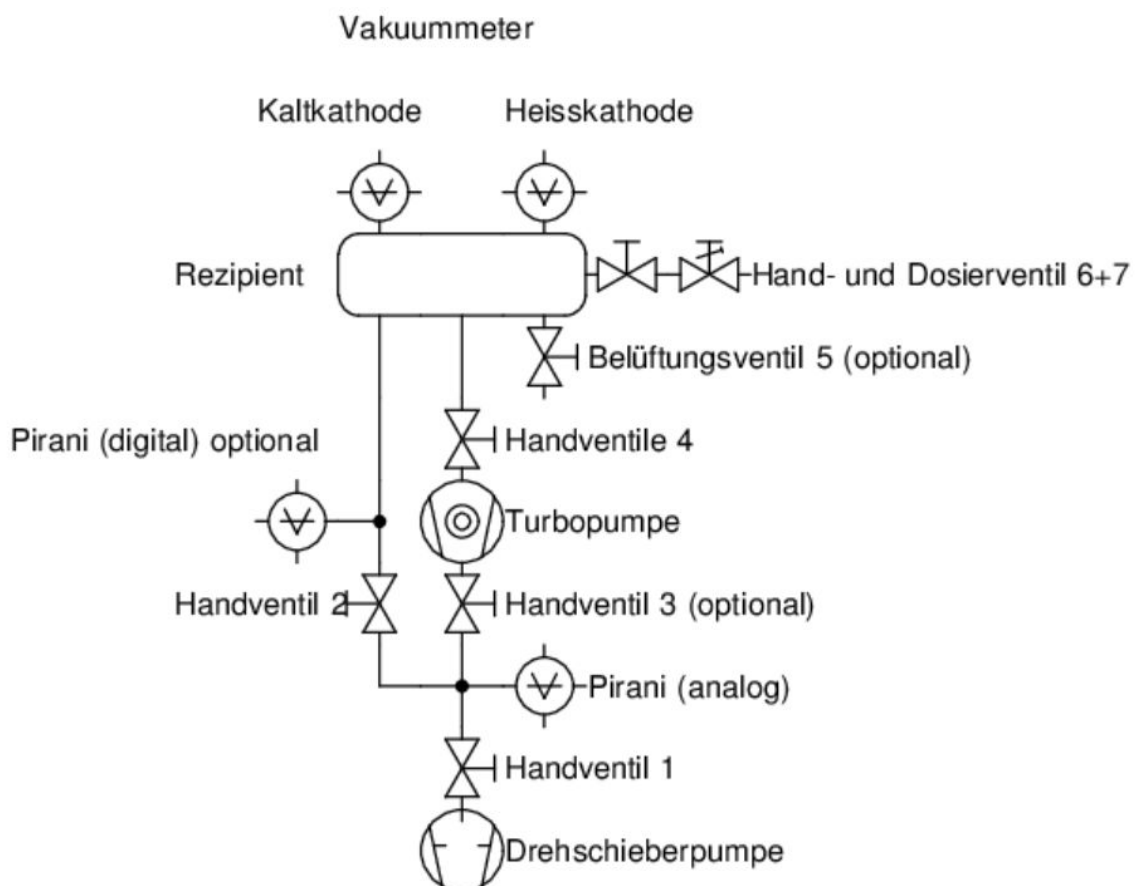 Vakuummeter
Kaltkathode Heisskathode
Rezipient Hand- und Dosierventil 6+7
Belüftungsventil 5 (optional)
Pirani (digital) optional Handventile 4
Turbopumpe
Handventil 2 Handventil 3 (optional)
Pirani (analog)
Handventil 1
Drehschieberpumpe